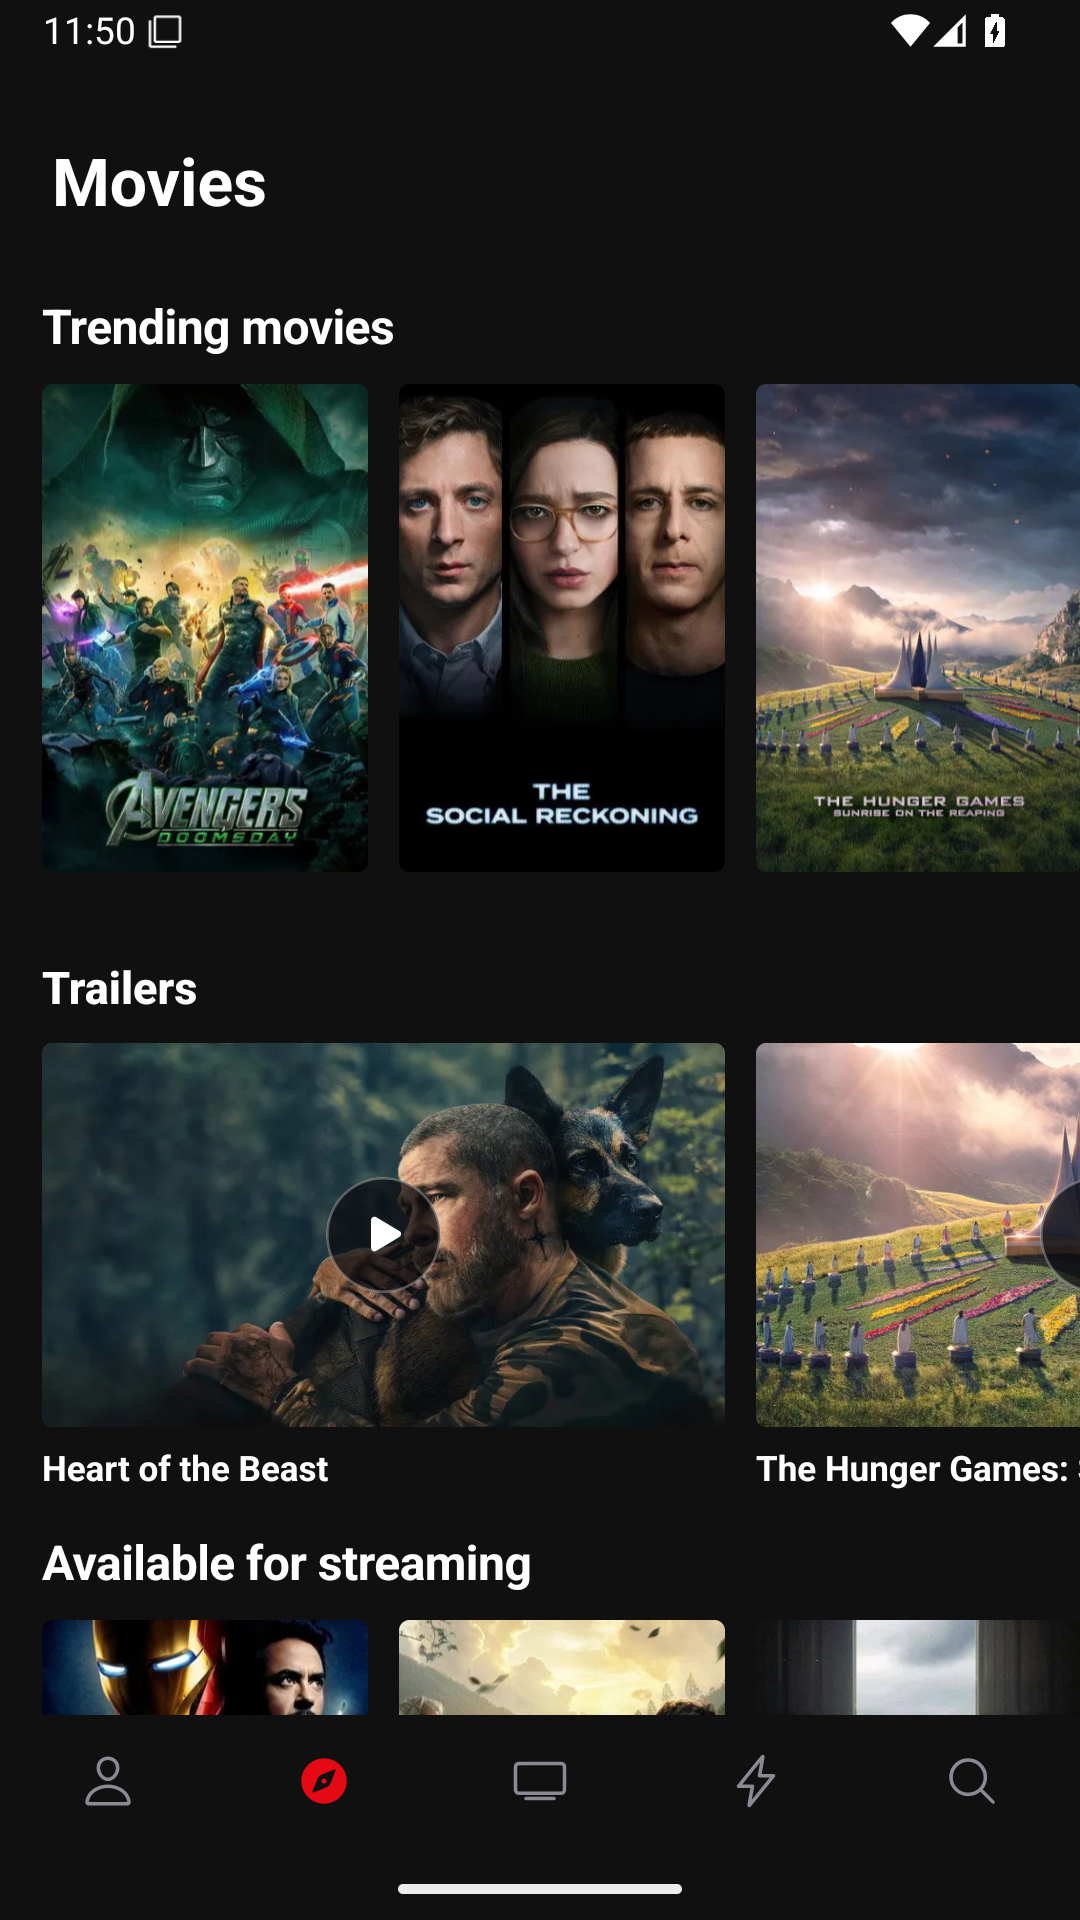 11:50
Movies
Trending movies
AVENGERS
DOOMSDAY
THE
SOCIAL RECKONING
THE HUNGER GAMES
SUNRISE ON THE REAPING
Trailers
Heart of the Beast
The Hunger Games:
Available for streaming